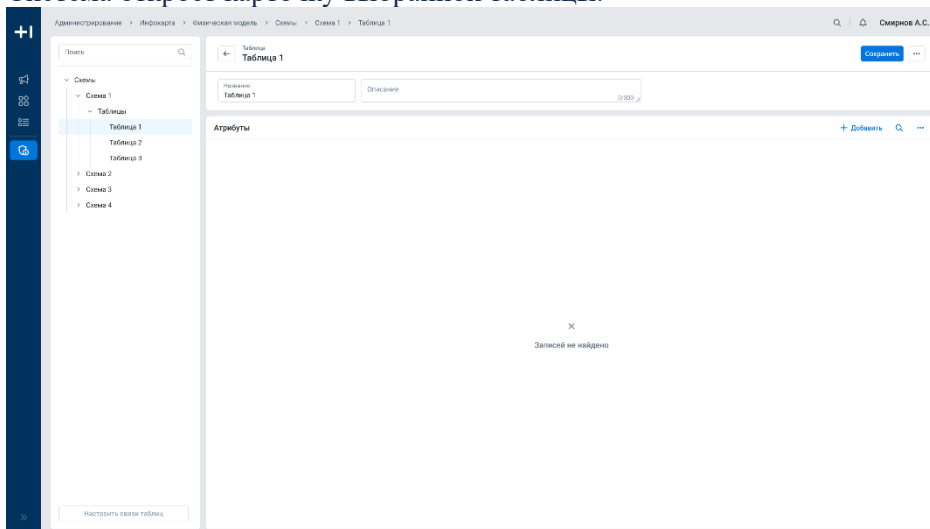 Система откроет карточку выбранной таблицы.
Администрирование > Инфокарта > Физическая модель > Схемы > Схема 1 > Таблица 1
Смирнов А.С.
Поиск
Схемы
Схема 1
Таблицы
Таблица 1
Таблица 2
Таблица 3
Схема 2
Схема 3
Схема 4
Настроить связи таблиц
Таблица
Таблица 1
Сохранить
Название
Таблица 1
Описание
0/300
Атрибуты
+ Добавить
Записей не найдено